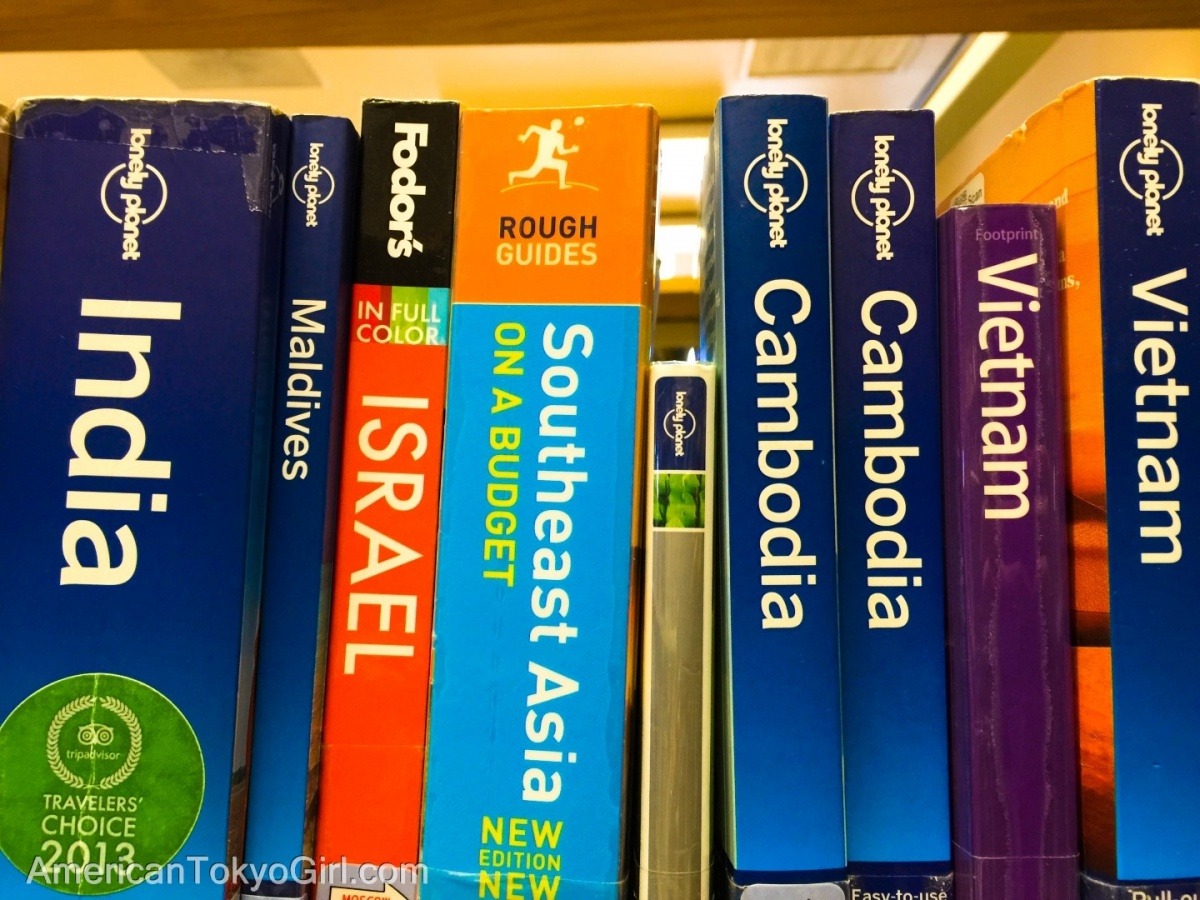 lonely planet
India
tripadvisor
TRAVELERS'
CHOICE
2013
lonely planet
Maldives
Fodor's
IN FULL
COLOR
ISRAEL
MOSCOW
ROUGH
GUIDES
Southeast Asia
ON A BUDGET
NEW
EDITION
NEW
lonely planet
lonely planet
Cambodia
lonely planet
Cambodia
Easy-to-use
Footprint
Vietnam
lonely planet
Vietnam
AmericanTokyoGirl.com